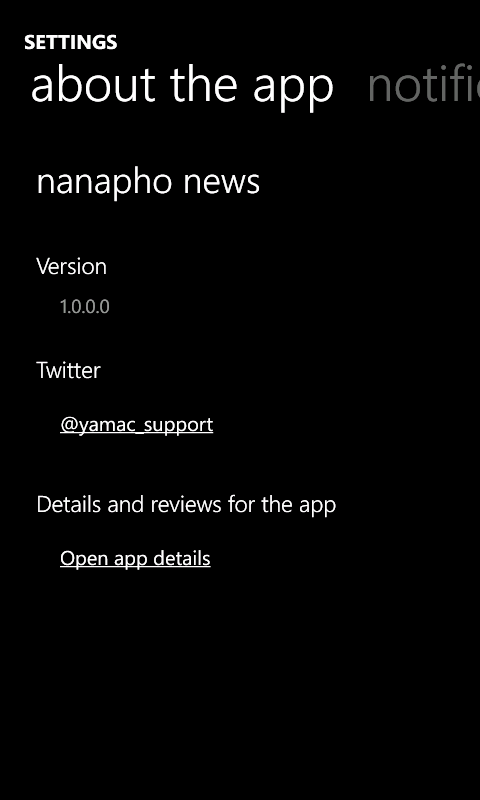 SETTINGS
about the app notific
nanapho news
Version
1.0.0.0
Twitter
@yamac_support
Details and reviews for the app
Open app details